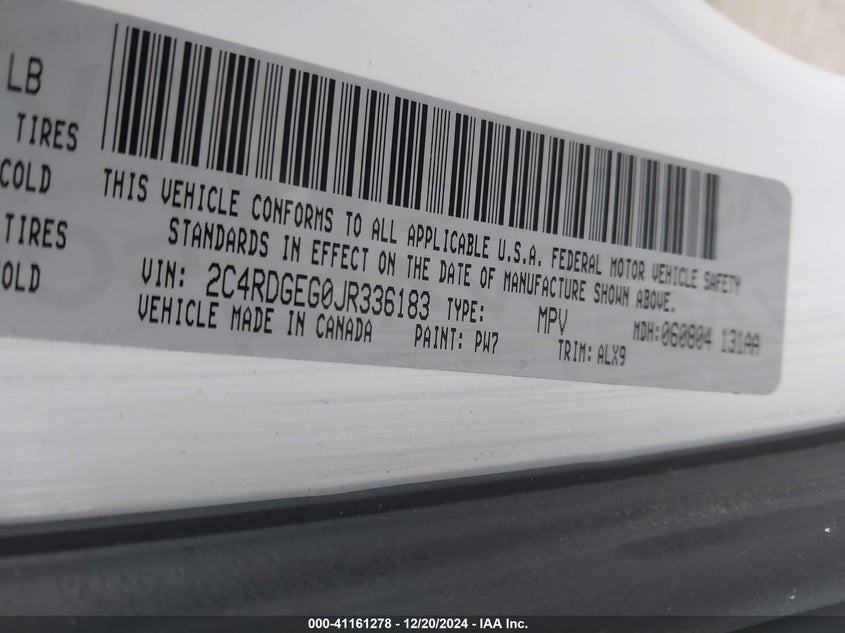 LB
TIRES
COLD
TIRES
COLD
THIS VEHICLE CONFORMS TO ALL APPLICABLE U.S.A. FEDERAL MOTOR VEHICLE SAFETY
STANDARDS IN EFFECT ON THE DATE OF MANUFACTURE SHOWN ABOVE.
VIN: 2C4RDGEG0JR336183 TYPE: MPV MDH:060804 131AA
VEHICLE MADE IN CANADA PAINT: PW7 TRIM: ALX9
000-41161278 - 12/20/2024 - IAA Inc.